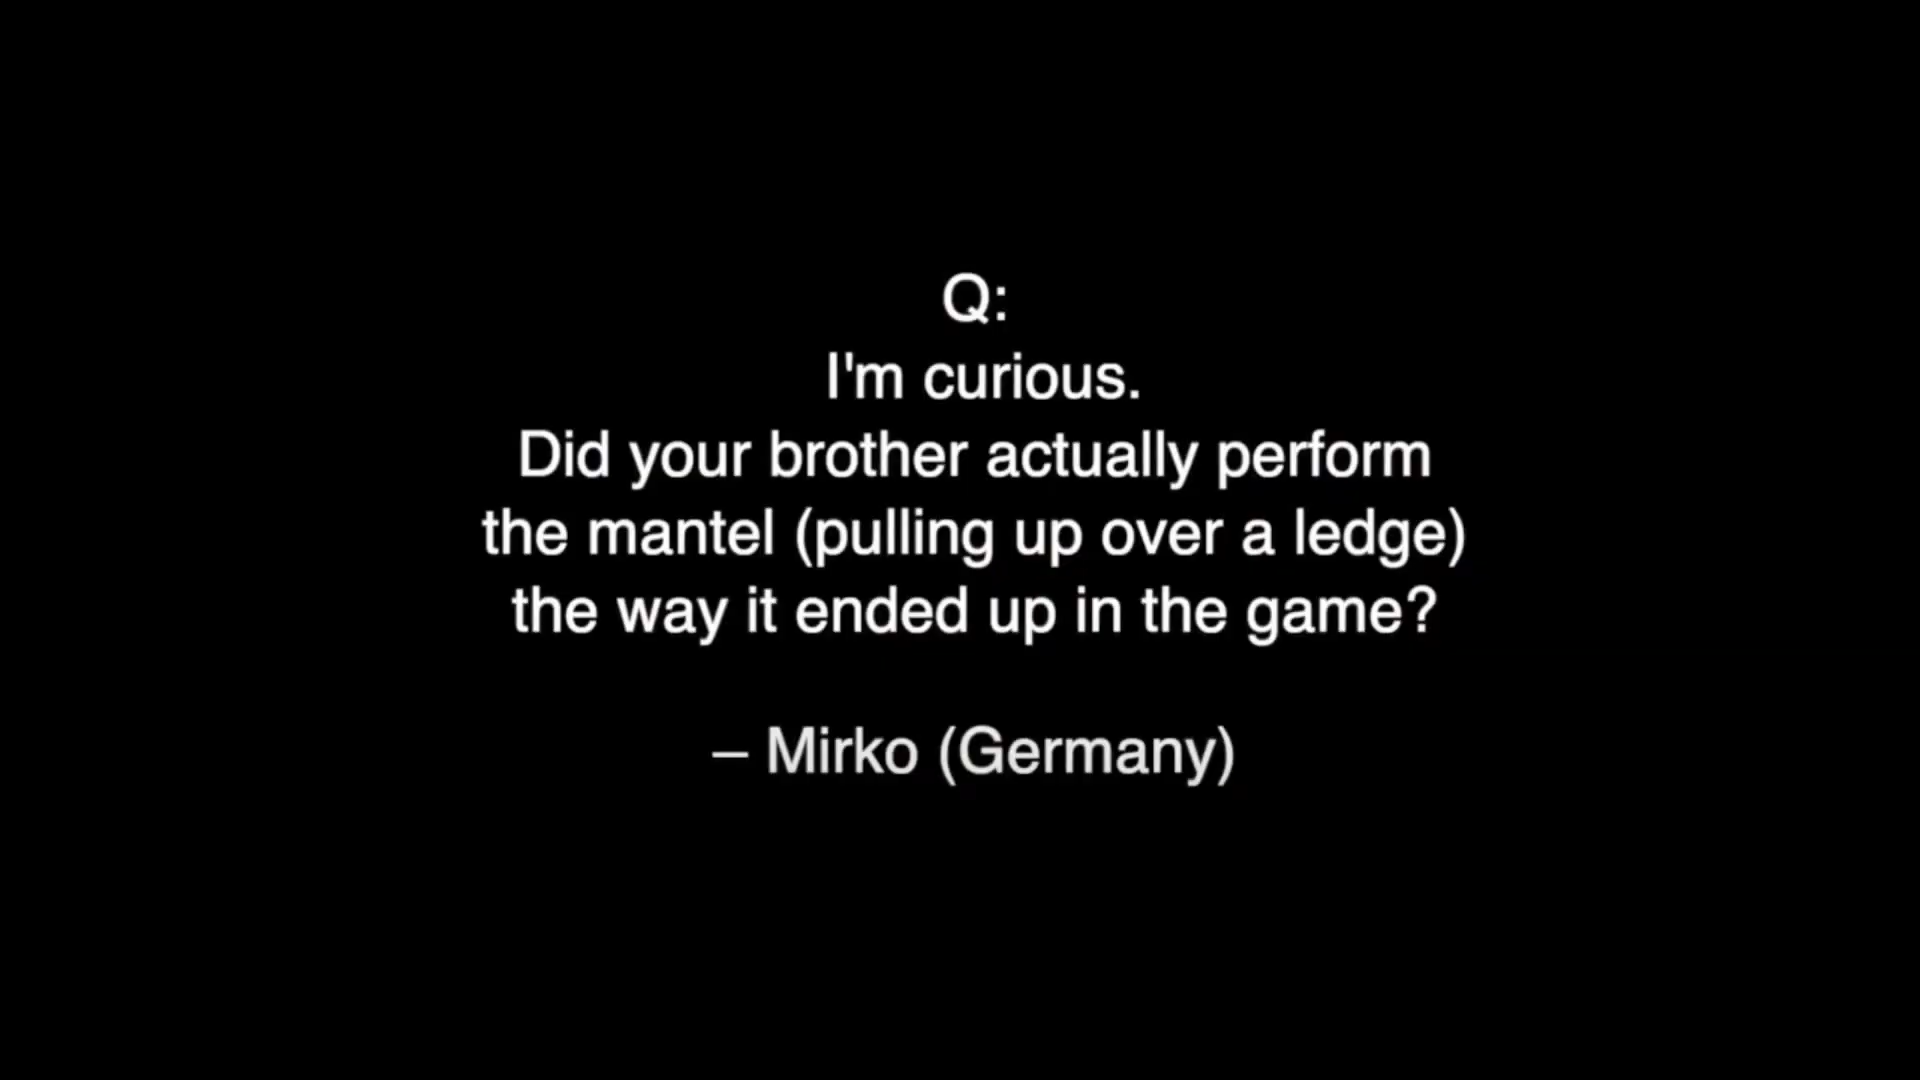 Q:
I'm curious.
Did your brother actually perform
the mantel (pulling up over a ledge)
the way it ended up in the game?
– Mirko (Germany)